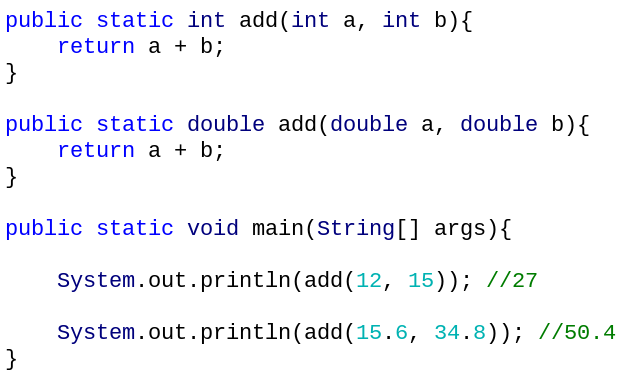 public static int add(int a, int b){
    return a + b;
}

public static double add(double a, double b){
    return a + b;
}

public static void main(String[] args){

    System.out.println(add(12, 15)); //27

    System.out.println(add(15.6, 34.8)); //50.4
}